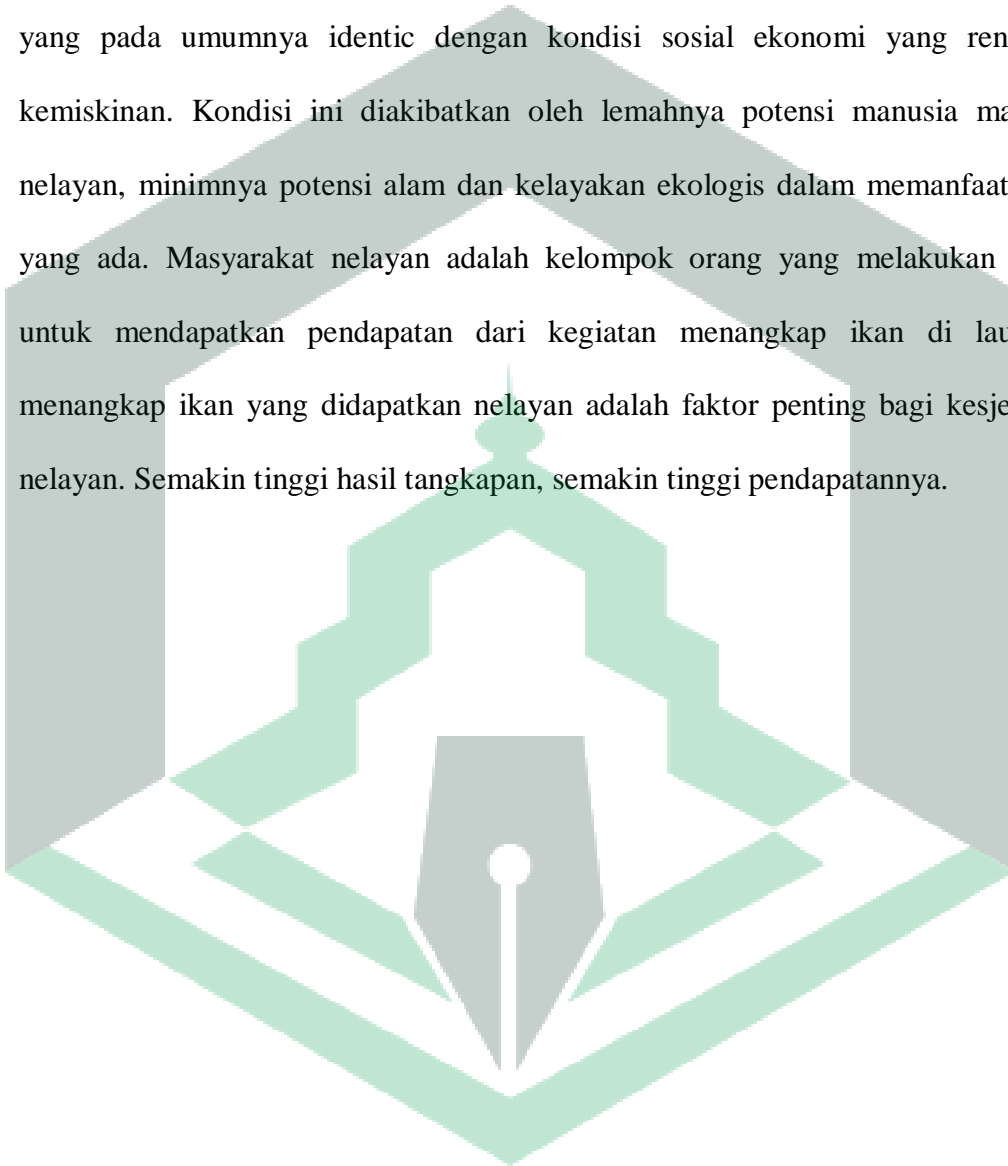 yang pada umumnya identic dengan kondisi sosial ekonomi yang ren
kemiskinan. Kondisi ini diakibatkan oleh lemahnya potensi manusia ma
nelayan, minimnya potensi alam dan kelayakan ekologis dalam memanfaat
yang ada. Masyarakat nelayan adalah kelompok orang yang melakukan
untuk mendapatkan pendapatan dari kegiatan menangkap ikan di lau
menangkap ikan yang didapatkan nelayan adalah faktor penting bagi kesje
nelayan. Semakin tinggi hasil tangkapan, semakin tinggi pendapatannya.